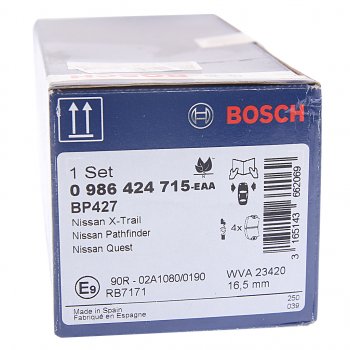 BOSCH
1 Set
0 986 424 715-EAA
BP427
Nissan X-Trail
Nissan Pathfinder
Nissan Quest
4x
3 165143 662069
E9
90R - 02A1080/0190
RB7171
WVA 23420
16,5 mm
Made in Spain
Fabriqué en Espagne
250
039